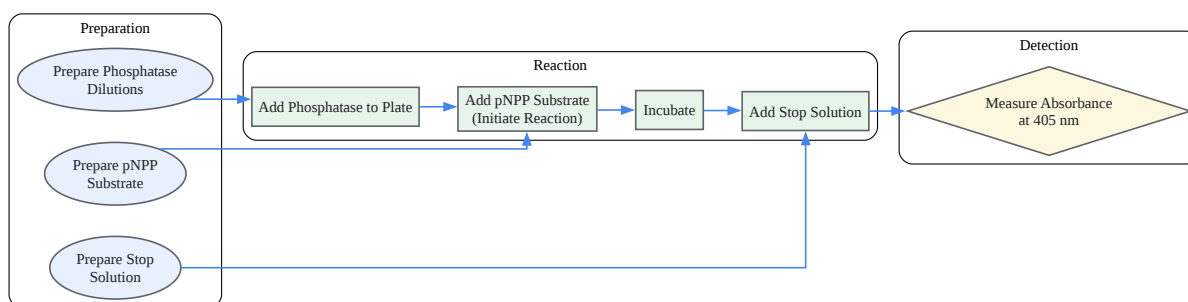 Preparation
Prepare Phosphatase
Dilutions
Prepare pNPP
Substrate
Prepare Stop
Solution
Reaction
Add Phosphatase to Plate
Add pNPP Substrate
(Initiate Reaction)
Incubate
Add Stop Solution
Detection
Measure Absorbance
at 405 nm